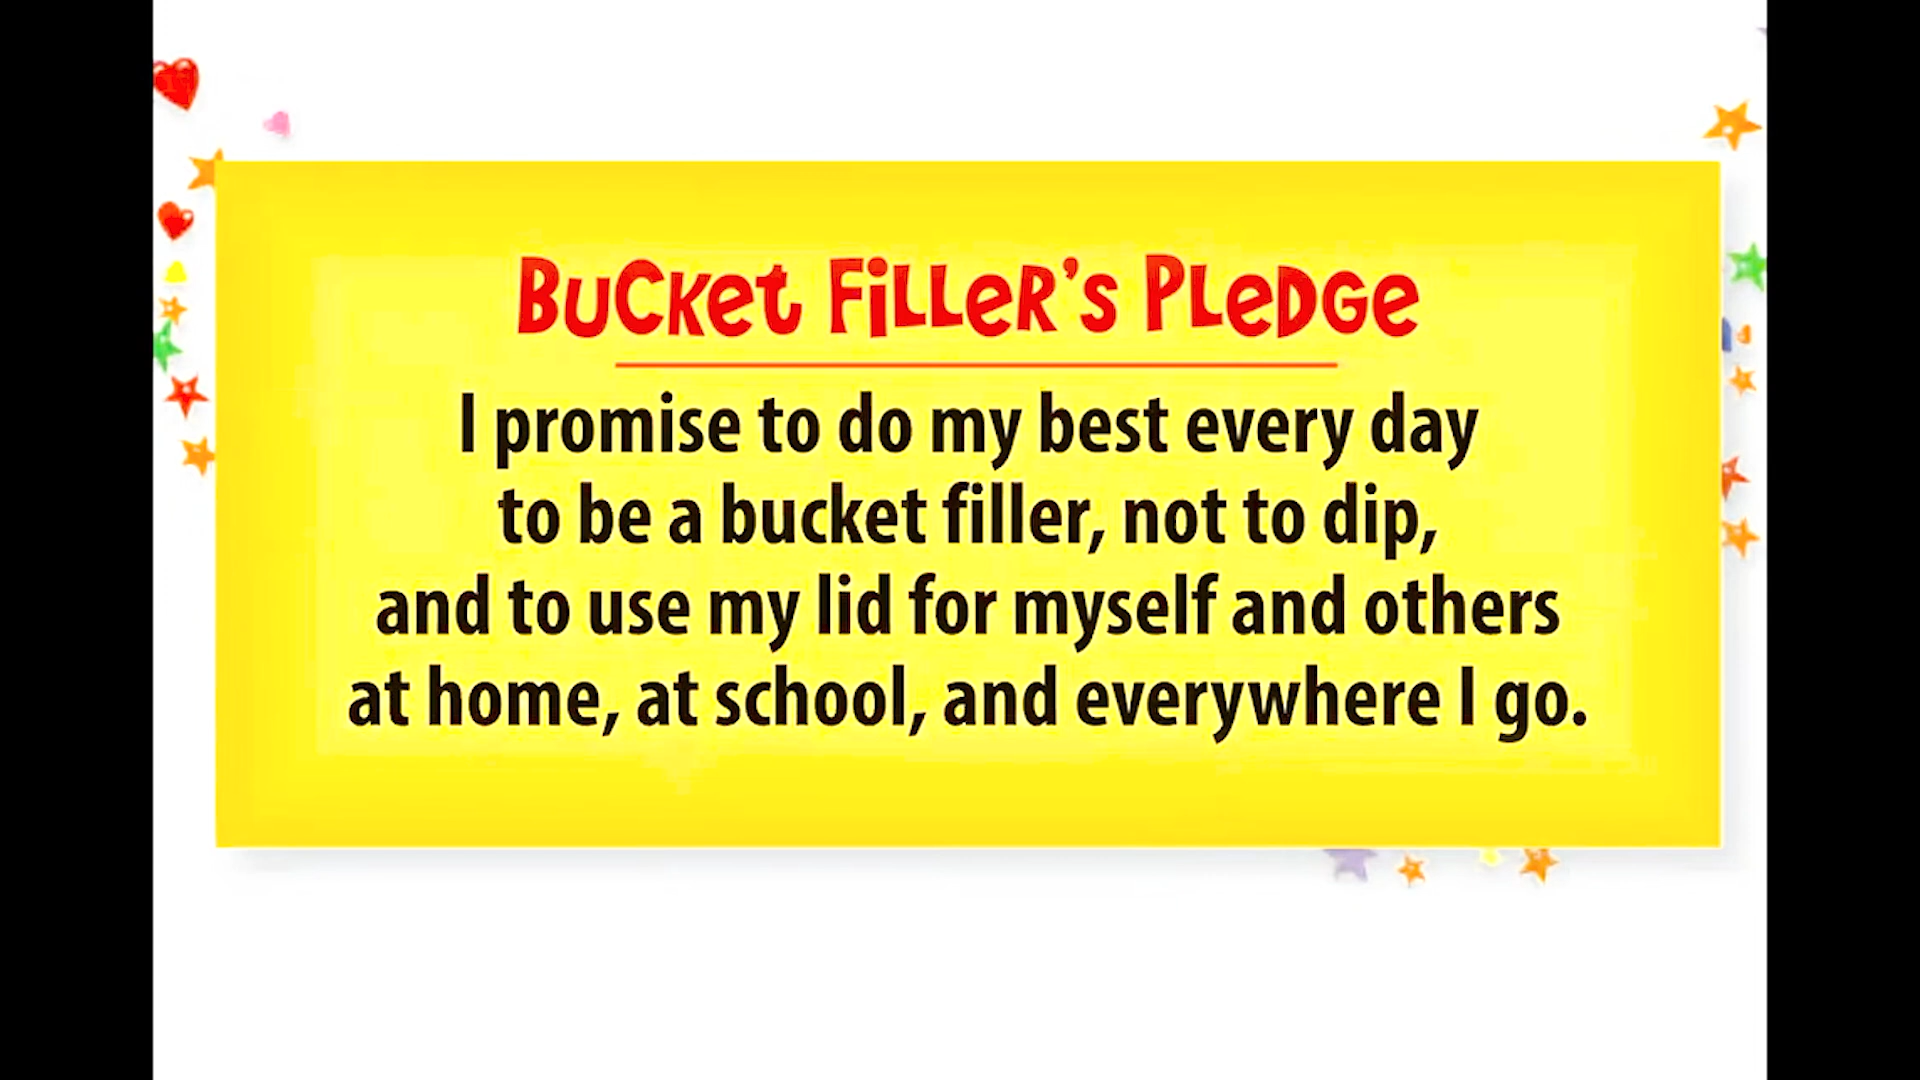 Bucket Filler's Pledge
I promise to do my best every day
to be a bucket filler, not to dip,
and to use my lid for myself and others
at home, at school, and everywhere I go.